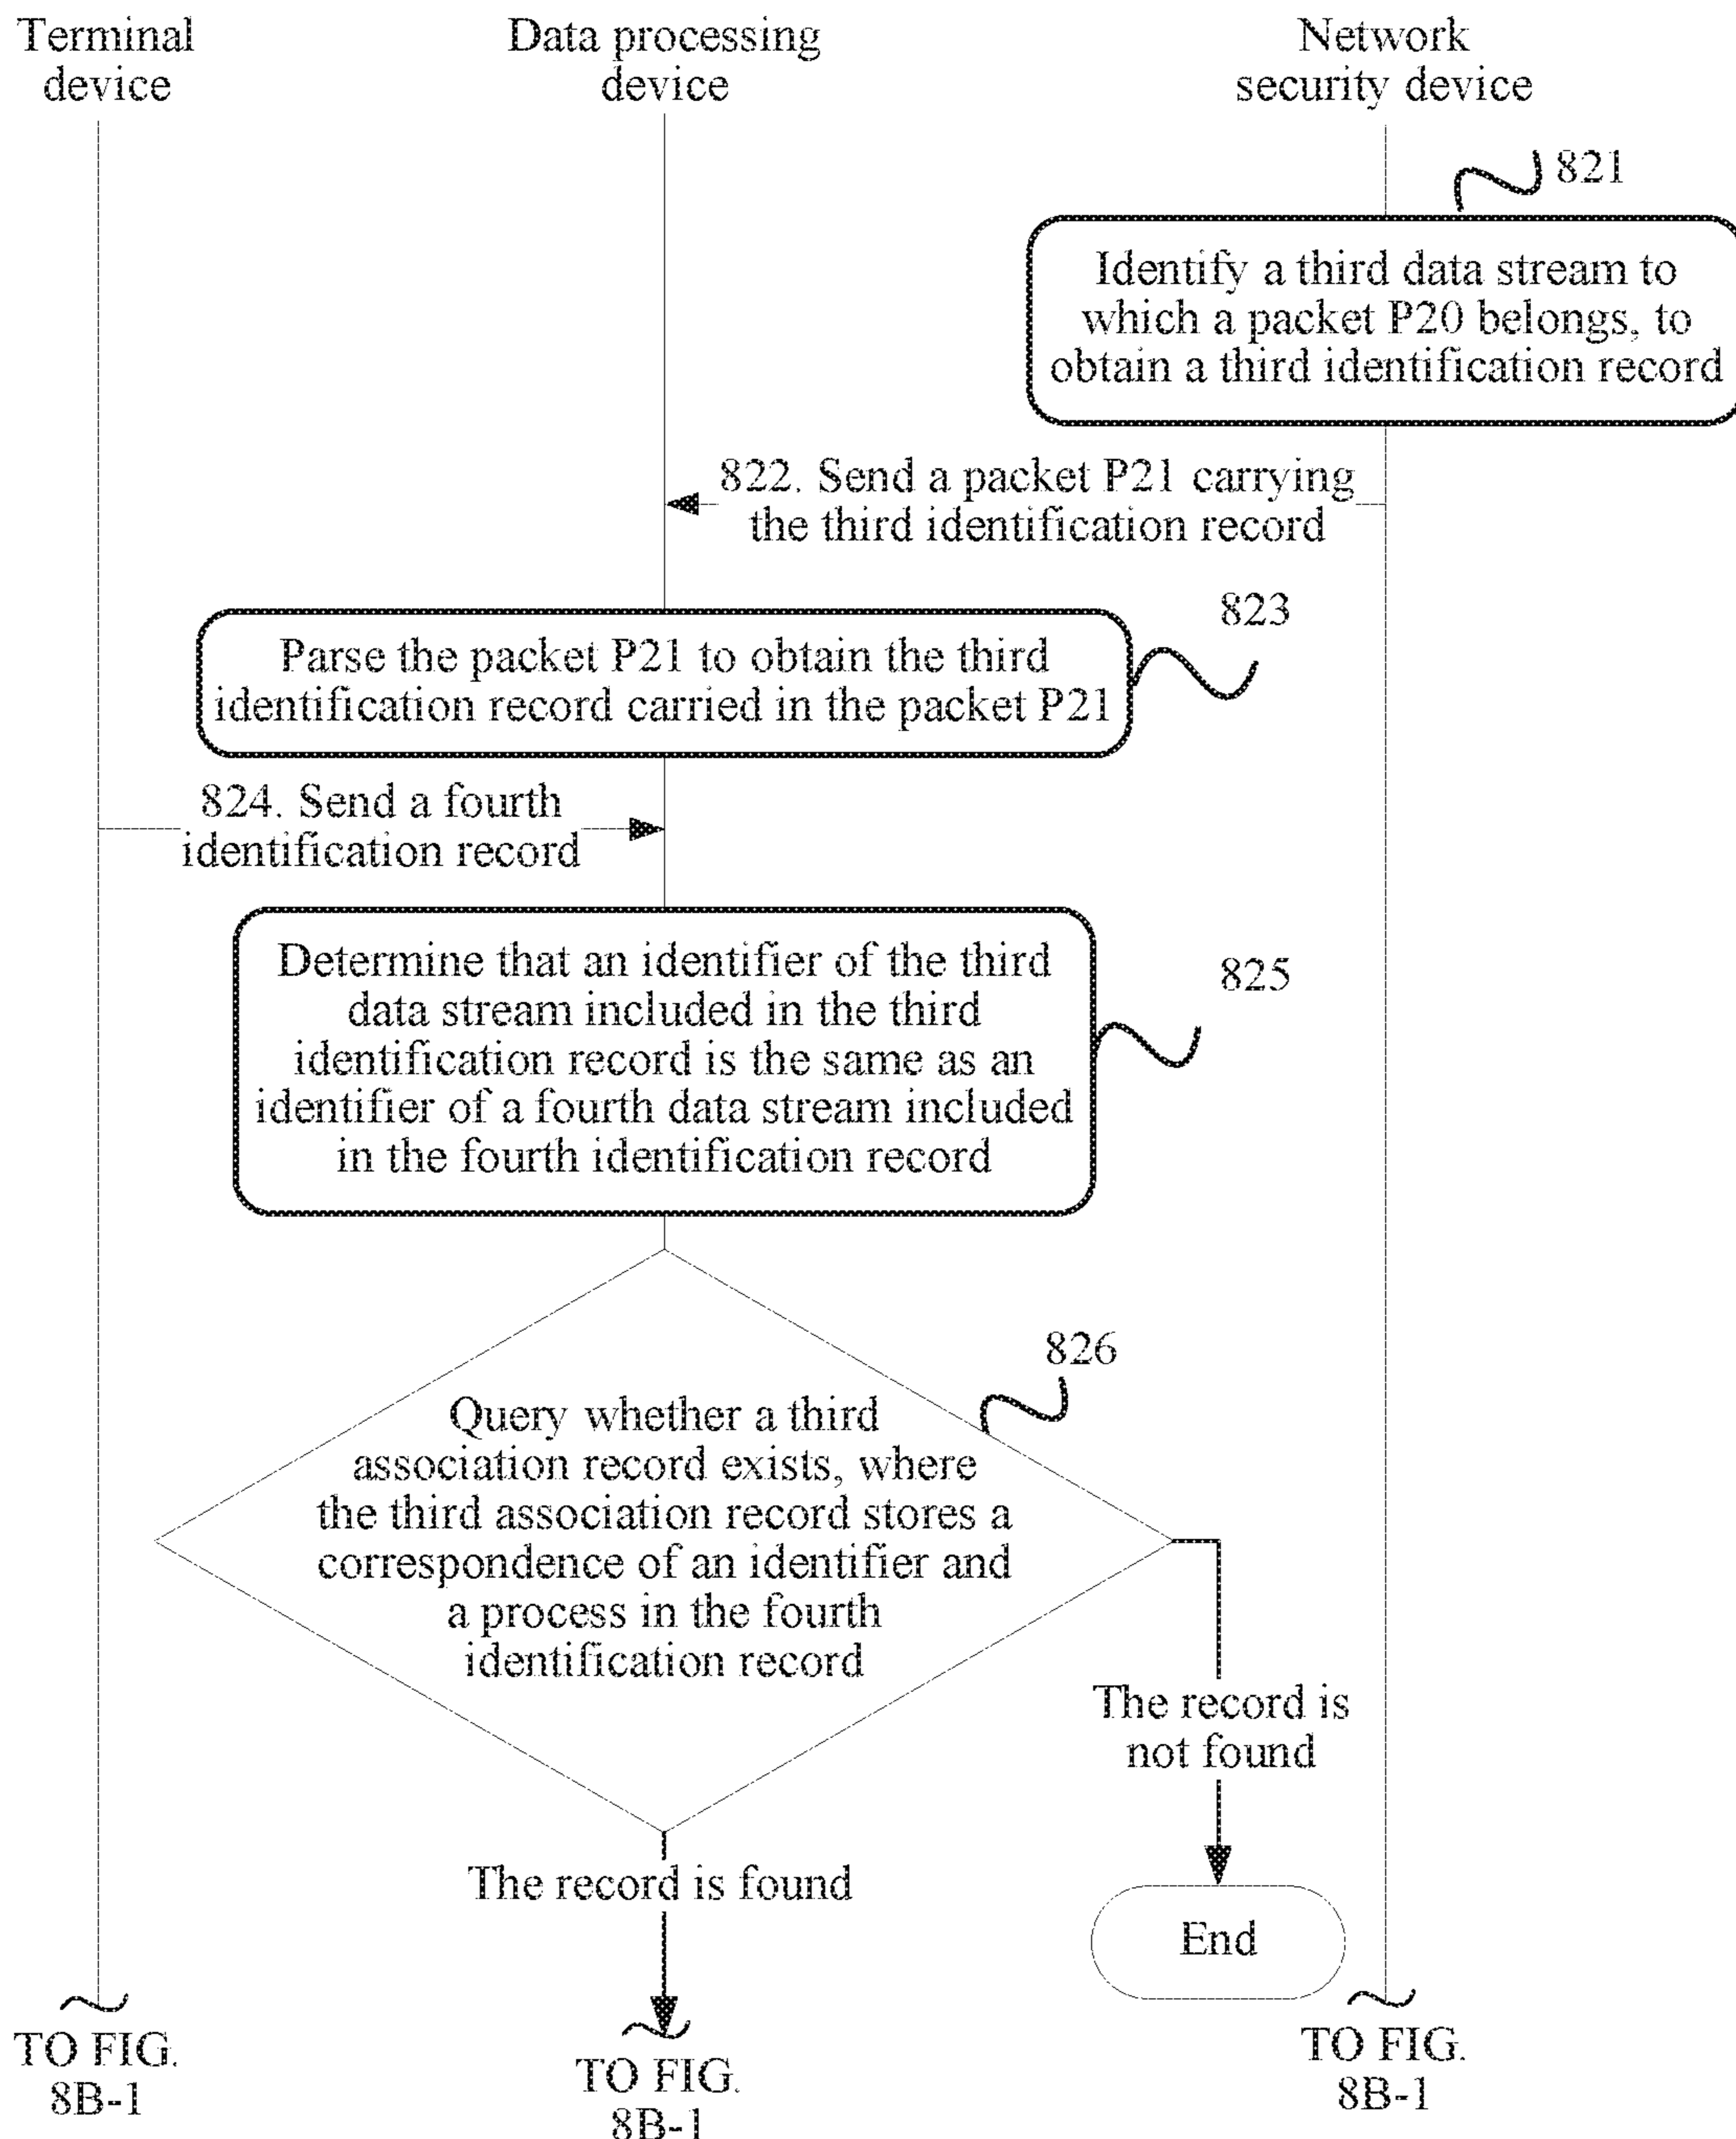 Terminal
device
Data processing
device
Network
security device
821
Identify a third data stream to
which a packet P20 belongs, to
obtain a third identification record
822. Send a packet P21 carrying
the third identification record
823
Parse the packet P21 to obtain the third
identification record carried in the packet P21
824. Send a fourth
identification record
Determine that an identifier of the third
data stream included in the third
identification record is the same as an
identifier of a fourth data stream included
in the fourth identification record
825
826
Query whether a third
association record exists, where
the third association record stores a
correspondence of an identifier and
a process in the fourth
identification record
The record is
not found
The record is found
End
TO FIG.
8B-1
TO FIG.
8B-1
TO FIG.
8B-1